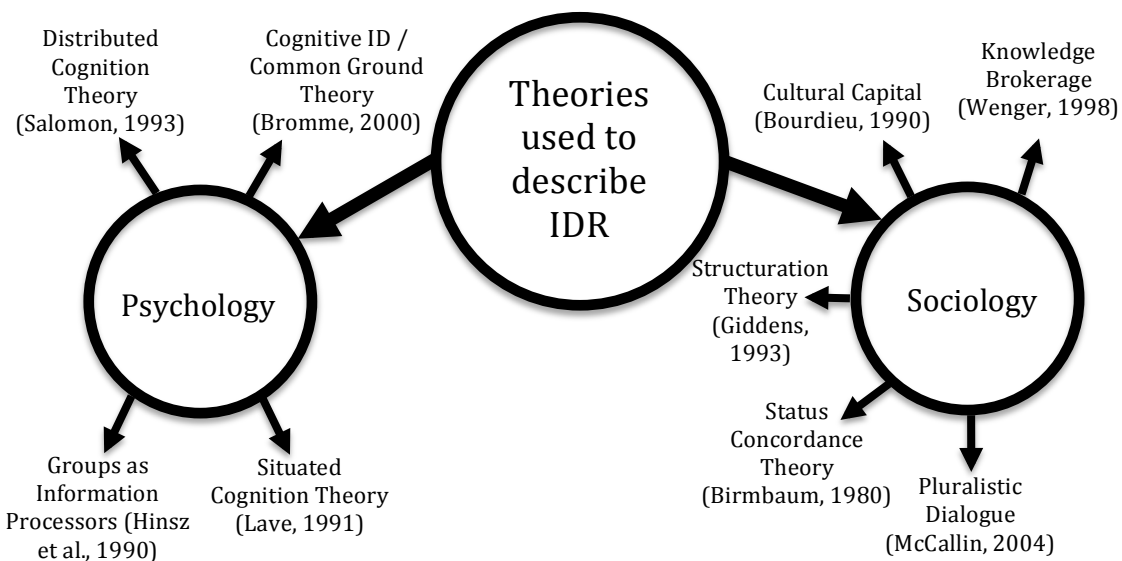 Theories
used to
describe
IDR
Distributed
Cognition
Theory
(Salomon, 1993)
Cognitive ID /
Common Ground
Theory
(Bromme, 2000)
Psychology
Groups as
Information
Processors (Hinsz
et al., 1990)
Situated
Cognition Theory
(Lave, 1991)
Cultural Capital
(Bourdieu, 1990)
Knowledge
Brokerage
(Wenger, 1998)
Structuration
Theory
(Giddens,
1993)
Sociology
Status
Concordance
Theory
(Birmbaum, 1980)
Pluralistic
Dialogue
(McCallin, 2004)